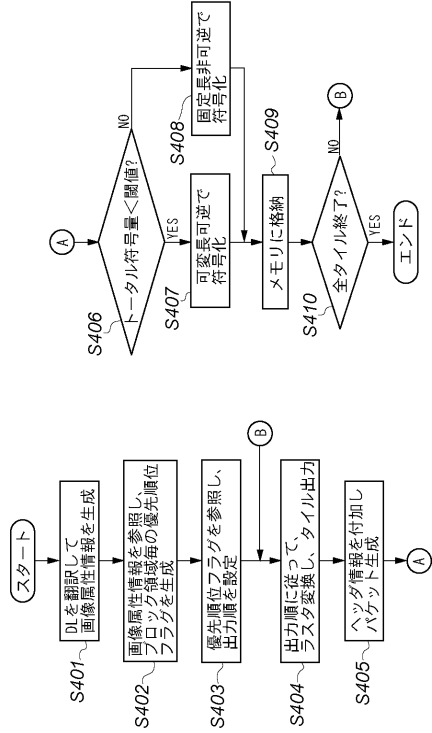 スタート
S401
DLを翻訳して
画像属性情報を生成
S402
画像属性情報を参照し、
ブロック領域毎の優先順位
フラグを生成
S403
優先順位フラグを参照し、
出力順を設定
B
S404
出力順に従って、
ラスタ変換し、タイル出力
S405
ヘッダ情報を付加し
パケット生成
A
A
S406
トータル符号量<閾値?
NO
YES
S407
可変長可逆で
符号化
S408
固定長非可逆で
符号化
S409
メモリに格納
S410
全タイル終了?
NO
B
YES
エンド